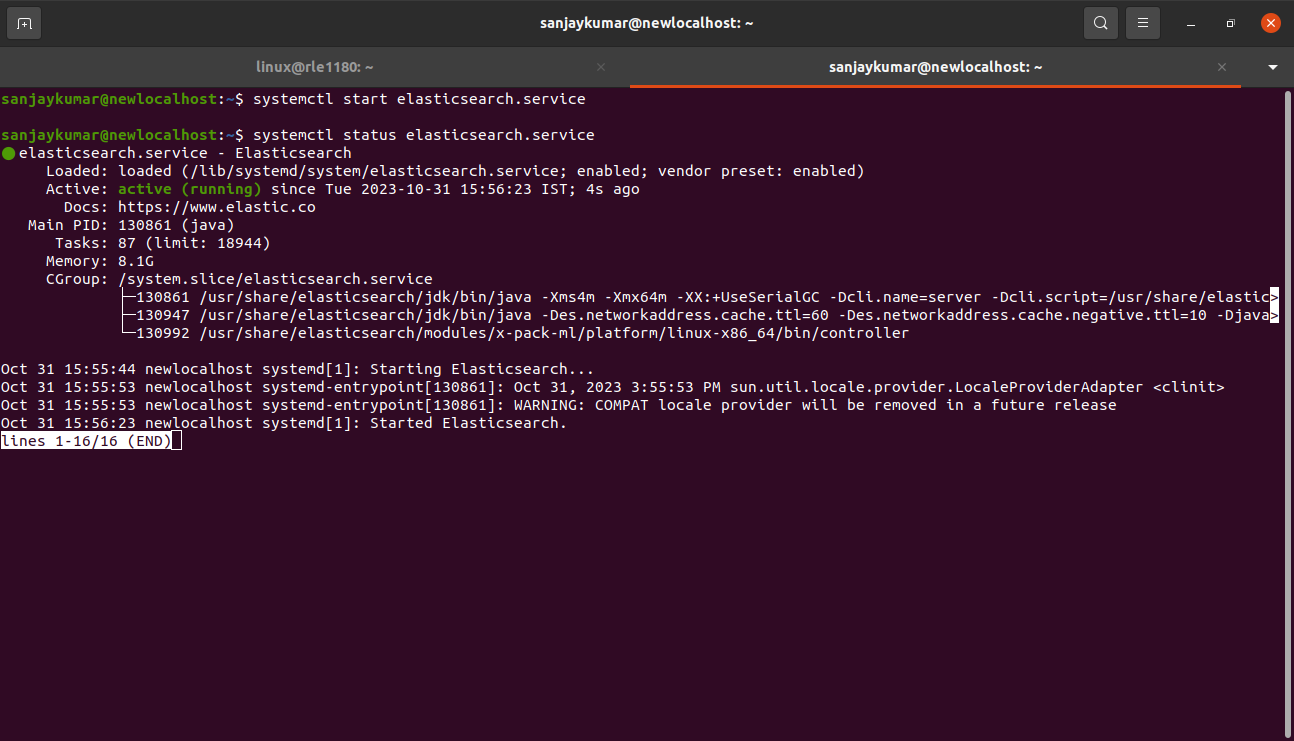 sanjaykumar@newlocalhost: ~
linux@rle1180: ~
sanjaykumar@newlocalhost: ~
sanjaykumar@newlocalhost:~$ systemctl start elasticsearch.service
sanjaykumar@newlocalhost:~$ systemctl status elasticsearch.service
● elasticsearch.service - Elasticsearch
Loaded: loaded (/lib/systemd/system/elasticsearch.service; enabled; vendor preset: enabled)
Active: active (running) since Tue 2023-10-31 15:56:23 IST; 4s ago
Docs: https://www.elastic.co
Main PID: 130861 (java)
Tasks: 87 (limit: 18944)
Memory: 8.1G
CGroup: /system.slice/elasticsearch.service
├─130861 /usr/share/elasticsearch/jdk/bin/java -Xms4m -Xmx64m -XX:+UseSerialGC -Dcli.name=server -Dcli.script=/usr/share/elastic>
├─130947 /usr/share/elasticsearch/jdk/bin/java -Des.networkaddress.cache.ttl=60 -Des.networkaddress.cache.negative.ttl=10 -Djava>
└─130992 /usr/share/elasticsearch/modules/x-pack-ml/platform/linux-x86_64/bin/controller
Oct 31 15:55:44 newlocalhost systemd[1]: Starting Elasticsearch...
Oct 31 15:55:53 newlocalhost systemd-entrypoint[130861]: Oct 31, 2023 3:55:53 PM sun.util.locale.provider.LocaleProviderAdapter <clinit>
Oct 31 15:55:53 newlocalhost systemd-entrypoint[130861]: WARNING: COMPAT locale provider will be removed in a future release
Oct 31 15:56:23 newlocalhost systemd[1]: Started Elasticsearch.
lines 1-16/16 (END)